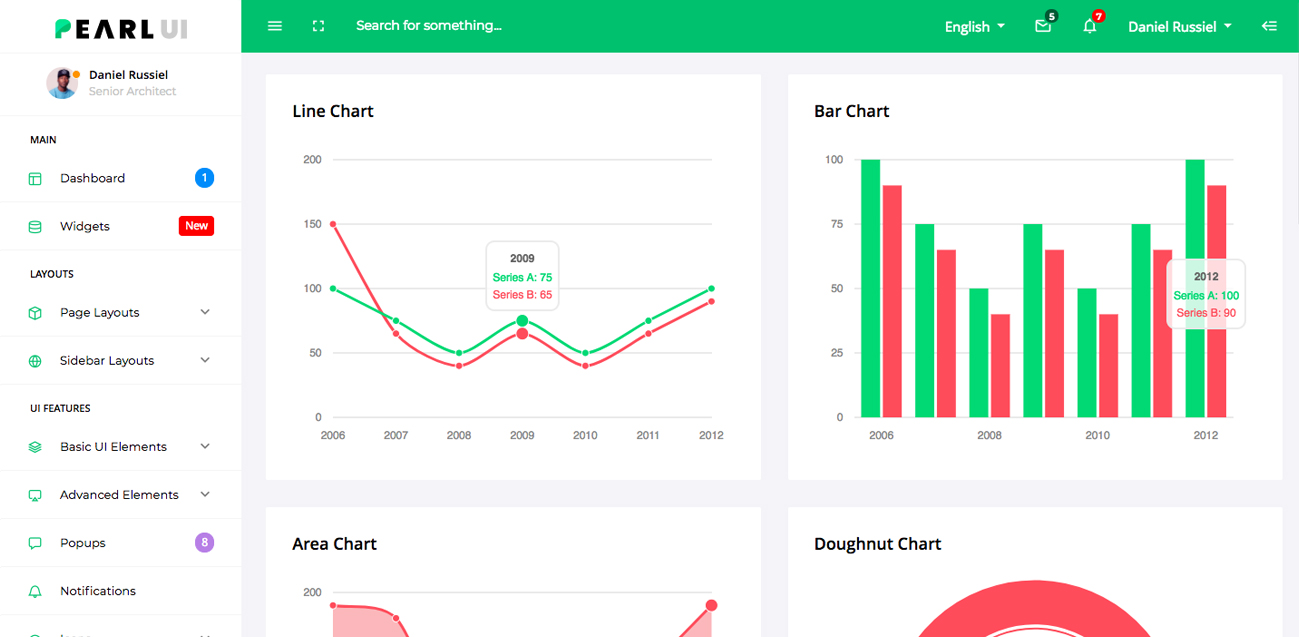 PEARL UI
Search for something...
English
5
7
Daniel Russiel
Daniel Russiel
Senior Architect
MAIN
Dashboard 1
Widgets New
LAYOUTS
Page Layouts
Sidebar Layouts
UI FEATURES
Basic UI Elements
Advanced Elements
Popups 8
Notifications
Line Chart
200
150
100
50
0
2006 2007 2008 2009 2010 2011 2012
2009
Series A: 75
Series B: 65
Bar Chart
100
75
50
25
0
2006 2008 2010 2012
2012
Series A: 100
Series B: 90
Area Chart
200
Doughnut Chart